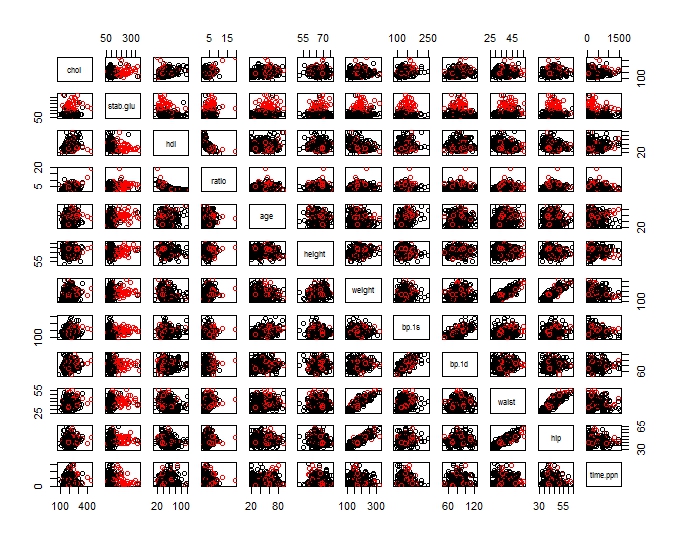 50 300 5 15 55 70 100 250 25 45 0 1500
chol 100
50 stab.glu
hdl 20
20 5 ratio
age 20
55 height
weight 100
100 bp.1s
bp.1d 60
55 25 waist
hip 65 30
0 time.ppn
100 400 20 100 20 80 100 300 60 120 30 55